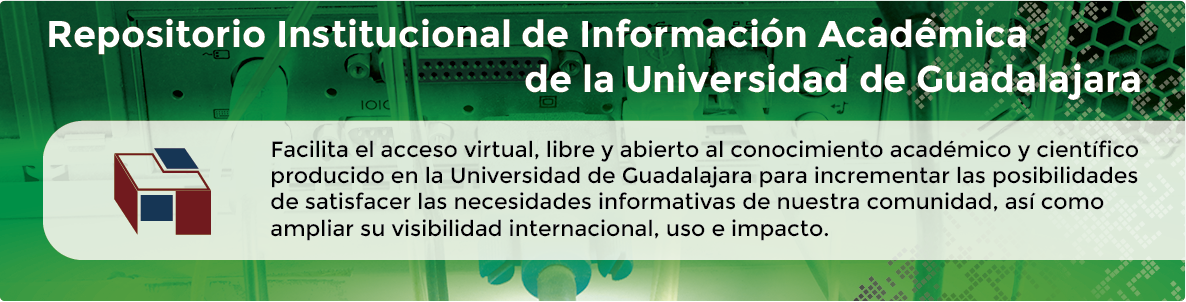 Repositorio Institucional de Información Académica
de la Universidad de Guadalajara
Facilita el acceso virtual, libre y abierto al conocimiento académico y científico
producido en la Universidad de Guadalajara para incrementar las posibilidades
de satisfacer las necesidades informativas de nuestra comunidad, así como
ampliar su visibilidad internacional, uso e impacto.